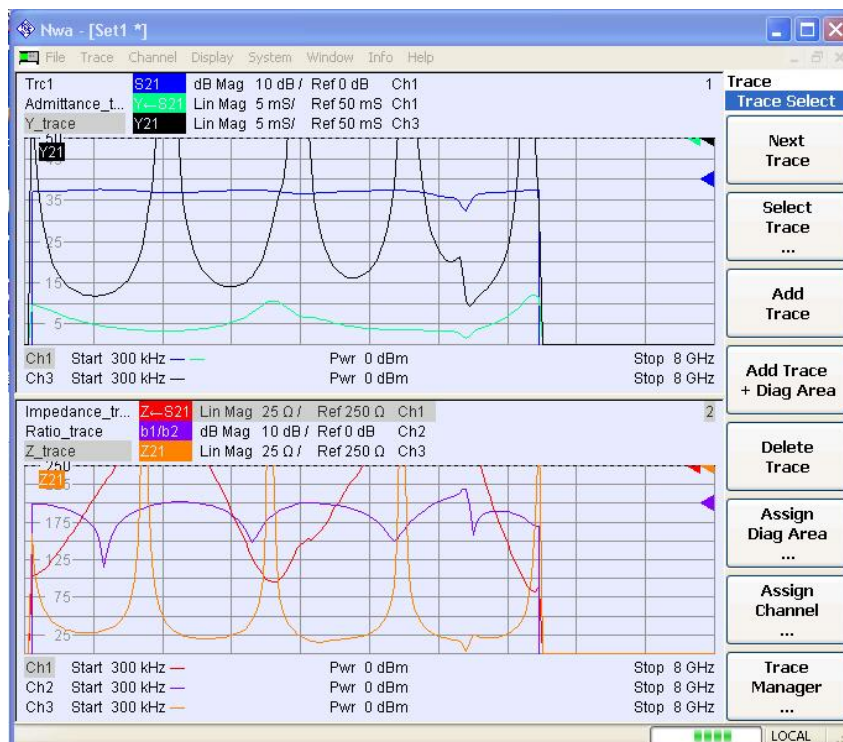 Nwa - [Set1 *]
File Trace Channel Display System Window Info Help
Trc1 S21 dB Mag 10 dB / Ref 0 dB Ch1 1
Admittance_t... Y←S21 Lin Mag 5 mS/ Ref 50 mS Ch1
Y_trace Y21 Lin Mag 5 mS/ Ref 50 mS Ch3
50
Y21
45
35
25
15
5
Ch1 Start 300 kHz Pwr 0 dBm Stop 8 GHz
Ch3 Start 300 kHz Pwr 0 dBm Stop 8 GHz
Impedance_tr... Z←S21 Lin Mag 25 Ω / Ref 250 Ω Ch1 2
Ratio_trace b1/b2 dB Mag 10 dB / Ref 0 dB Ch2
Z_trace Z21 Lin Mag 25 Ω / Ref 250 Ω Ch3
250
Z21
175
125
75
25
Ch1 Start 300 kHz Pwr 0 dBm Stop 8 GHz
Ch2 Start 300 kHz Pwr 0 dBm Stop 8 GHz
Ch3 Start 300 kHz Pwr 0 dBm Stop 8 GHz
Trace
Trace Select
Next
Trace
Select
Trace
...
Add
Trace
Add Trace
+ Diag Area
Delete
Trace
Assign
Diag Area
...
Assign
Channel
...
Trace
Manager
...
LOCAL